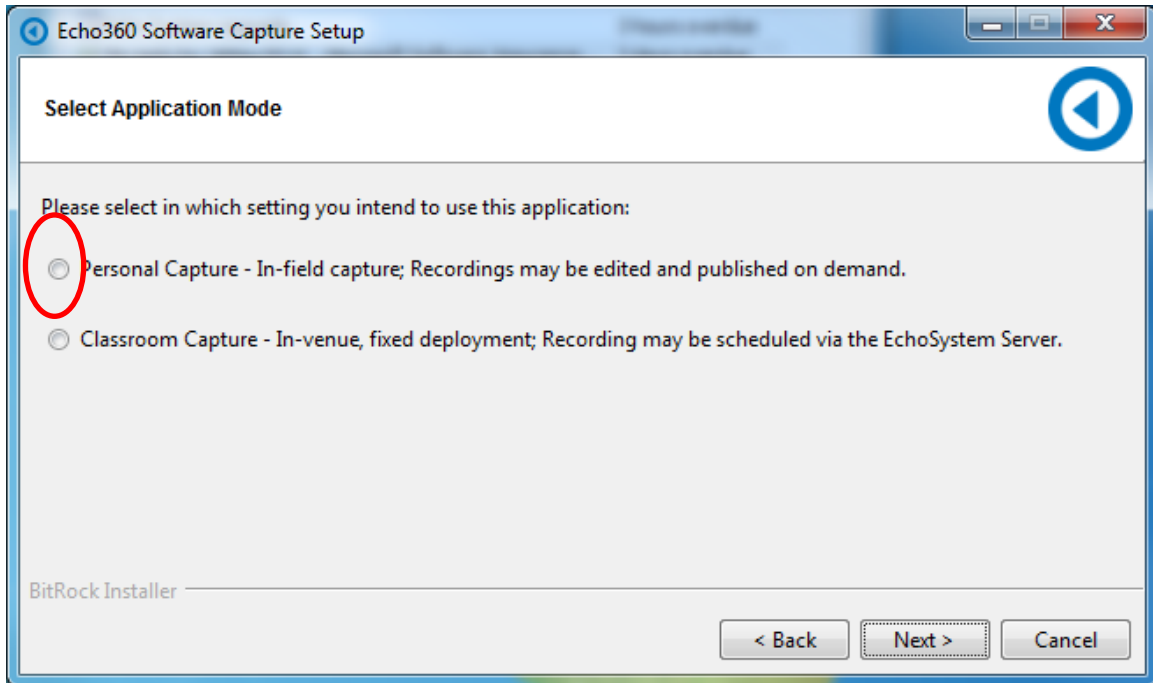 Echo360 Software Capture Setup
Select Application Mode
Please select in which setting you intend to use this application:
Personal Capture - In-field capture; Recordings may be edited and published on demand.
Classroom Capture - In-venue, fixed deployment; Recording may be scheduled via the EchoSystem Server.
BitRock Installer
< Back Next > Cancel